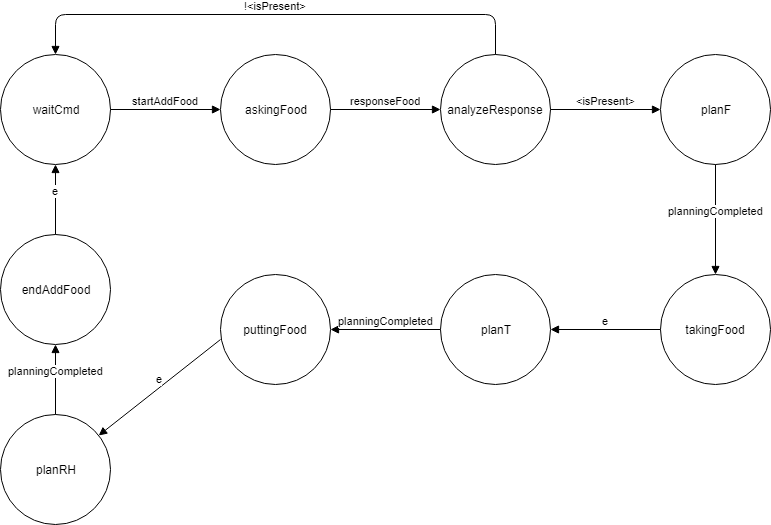 !<isPresent>
waitCmd
startAddFood
askingFood
responseFood
analyzeResponse
<isPresent>
planF
e
planningCompleted
endAddFood
puttingFood
planningCompleted
planT
e
takingFood
planningCompleted
e
planRH